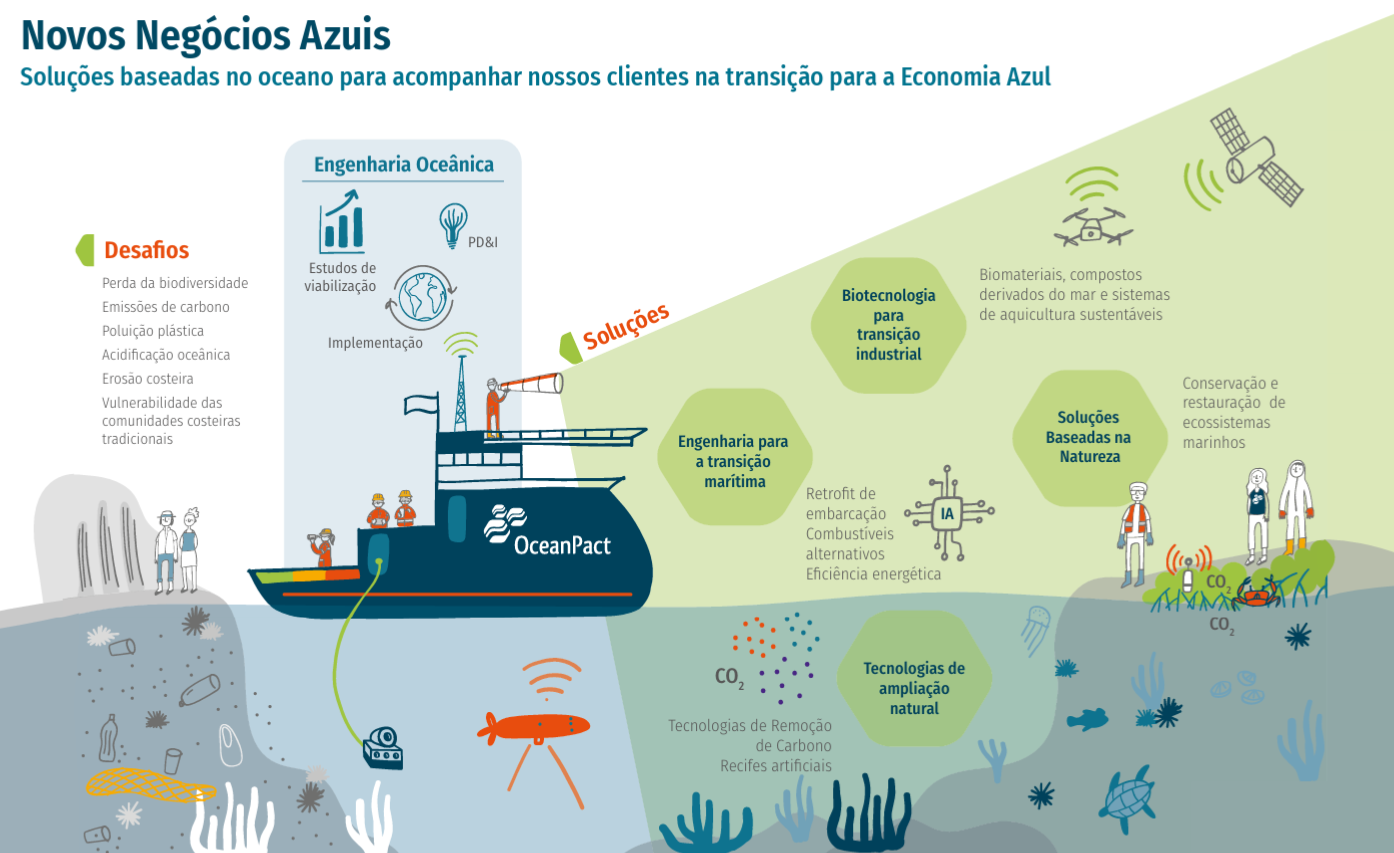 Novos Negócios Azuis
Soluções baseadas no oceano para acompanhar nossos clientes na transição para a Economia Azul
Engenharia Oceânica
PD&I
Estudos de
viabilização
Implementação
Desafios
Perda da biodiversidade
Emissões de carbono
Poluição plástica
Acidificação oceânica
Erosão costeira
Vulnerabilidade das
comunidades costeiras
tradicionais
OceanPact
Soluções
Biotecnologia
para
transição
industrial
Biomateriais, compostos
derivados do mar e sistemas
de aquicultura sustentáveis
Engenharia para
a transição
marítima
Retrofit de
embarcação
Combustíveis
alternativos
Eficiência energética
IA
Soluções
Baseadas na
Natureza
Conservação e
restauração de
ecossistemas
marinhos
CO₂
CO₂
CO₂
Tecnologias de
ampliação
natural
Tecnologias de Remoção
de Carbono
Recifes artificiais